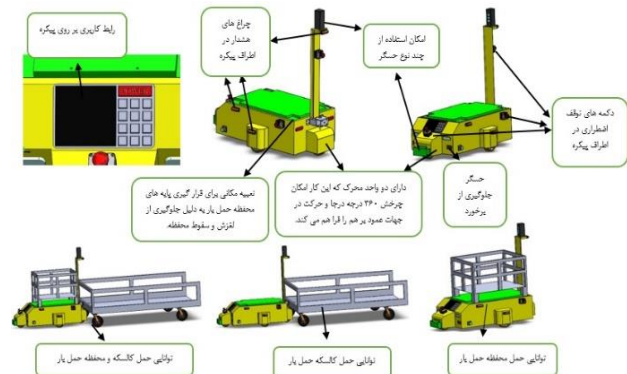 رابط کاربری بر روی پیکره
چراغ های
هشدار در
اطراف پیکره
امکان استفاده از
چند نوع حسگر
دکمه های توقف
اضطراری در
اطراف پیکره
تعبیه مکانی برای قرار گیری پایه های
محفظه حمل بار به دلیل جلوگیری از
لغزش و سقوط محفظه.
دارای دو واحد محرک که این کار امکان
چرخش ۳۶۰ درجه درجا و حرکت در
جهات عمود بر هم را فرا هم می کند.
حسگر
جلوگیری از
برخورد
توانایی حمل کالسکه و محفظه حمل بار
توانایی حمل کالسکه حمل بار
توانایی حمل محفظه حمل بار